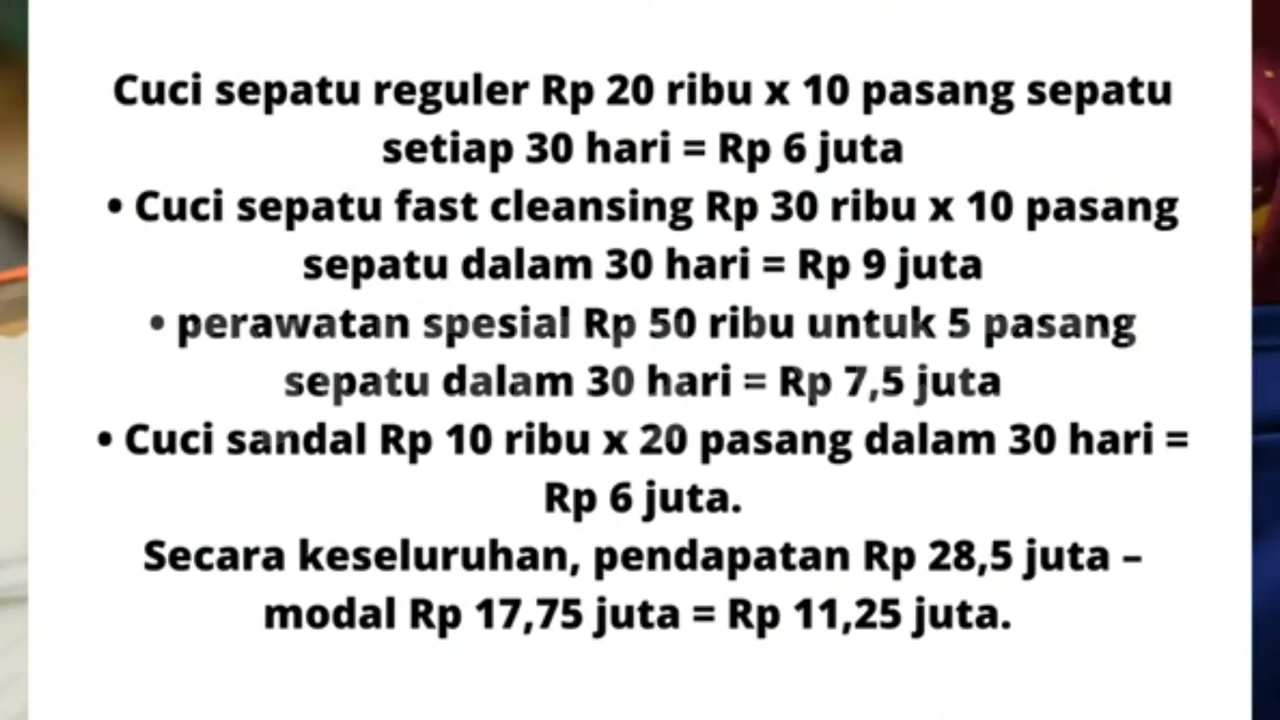 Cuci sepatu reguler Rp 20 ribu x 10 pasang sepatu
setiap 30 hari = Rp 6 juta
• Cuci sepatu fast cleansing Rp 30 ribu x 10 pasang
sepatu dalam 30 hari = Rp 9 juta
• perawatan spesial Rp 50 ribu untuk 5 pasang
sepatu dalam 30 hari = Rp 7,5 juta
• Cuci sandal Rp 10 ribu x 20 pasang dalam 30 hari =
Rp 6 juta.
Secara keseluruhan, pendapatan Rp 28,5 juta –
modal Rp 17,75 juta = Rp 11,25 juta.